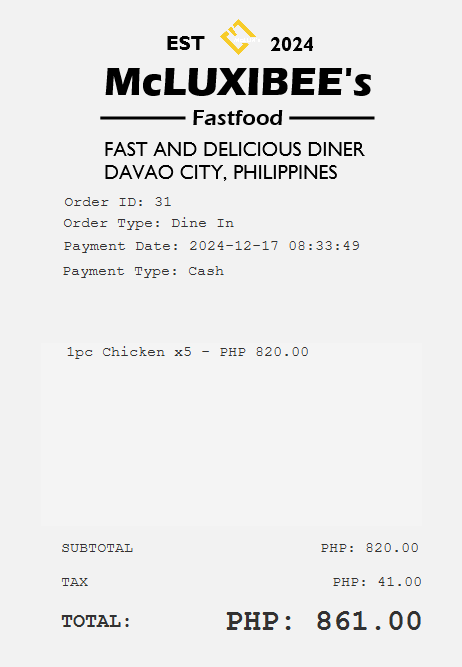 EST 2024
McLUXIBEE's
Fastfood
FAST AND DELICIOUS DINER
DAVAO CITY, PHILIPPINES
Order ID: 31
Order Type: Dine In
Payment Date: 2024-12-17 08:33:49
Payment Type: Cash
1pc Chicken x5 - PHP 820.00
SUBTOTAL PHP: 820.00
TAX PHP: 41.00
TOTAL: PHP: 861.00